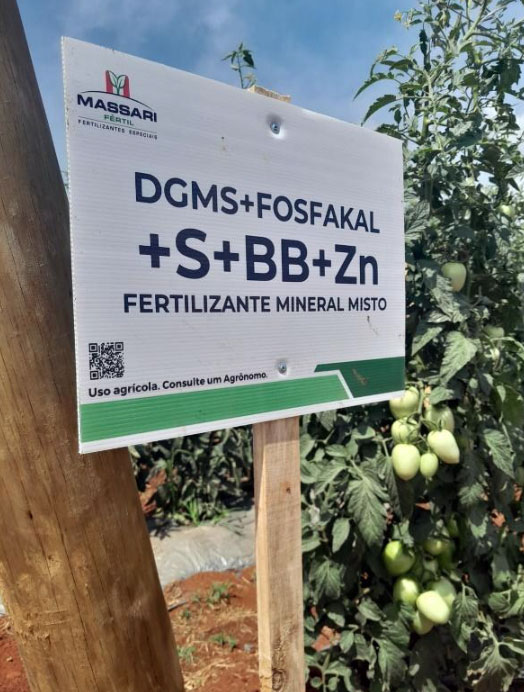 MASSARI
FÉRTIL
FERTILIZANTES ESPECIAIS
DGMS+FOSFAKAL
+S+BB+Zn
FERTILIZANTE MINERAL MISTO
Uso agrícola. Consulte um Agrônomo.